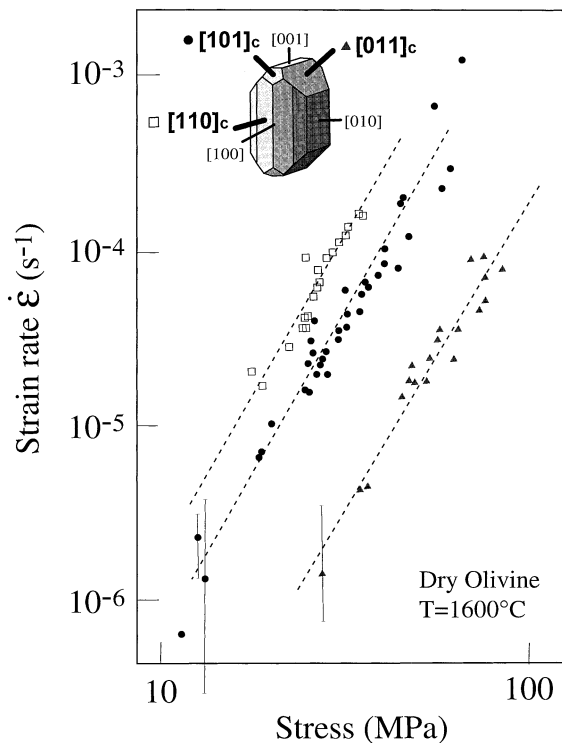 ● [101]c [001] ▲ [011]c
□ [110]c
[100] [010]
10⁻³
10⁻⁴
10⁻⁵
10⁻⁶
Strain rate ε̇ (s⁻¹)
Dry Olivine
T=1600°C
10 100
Stress (MPa)